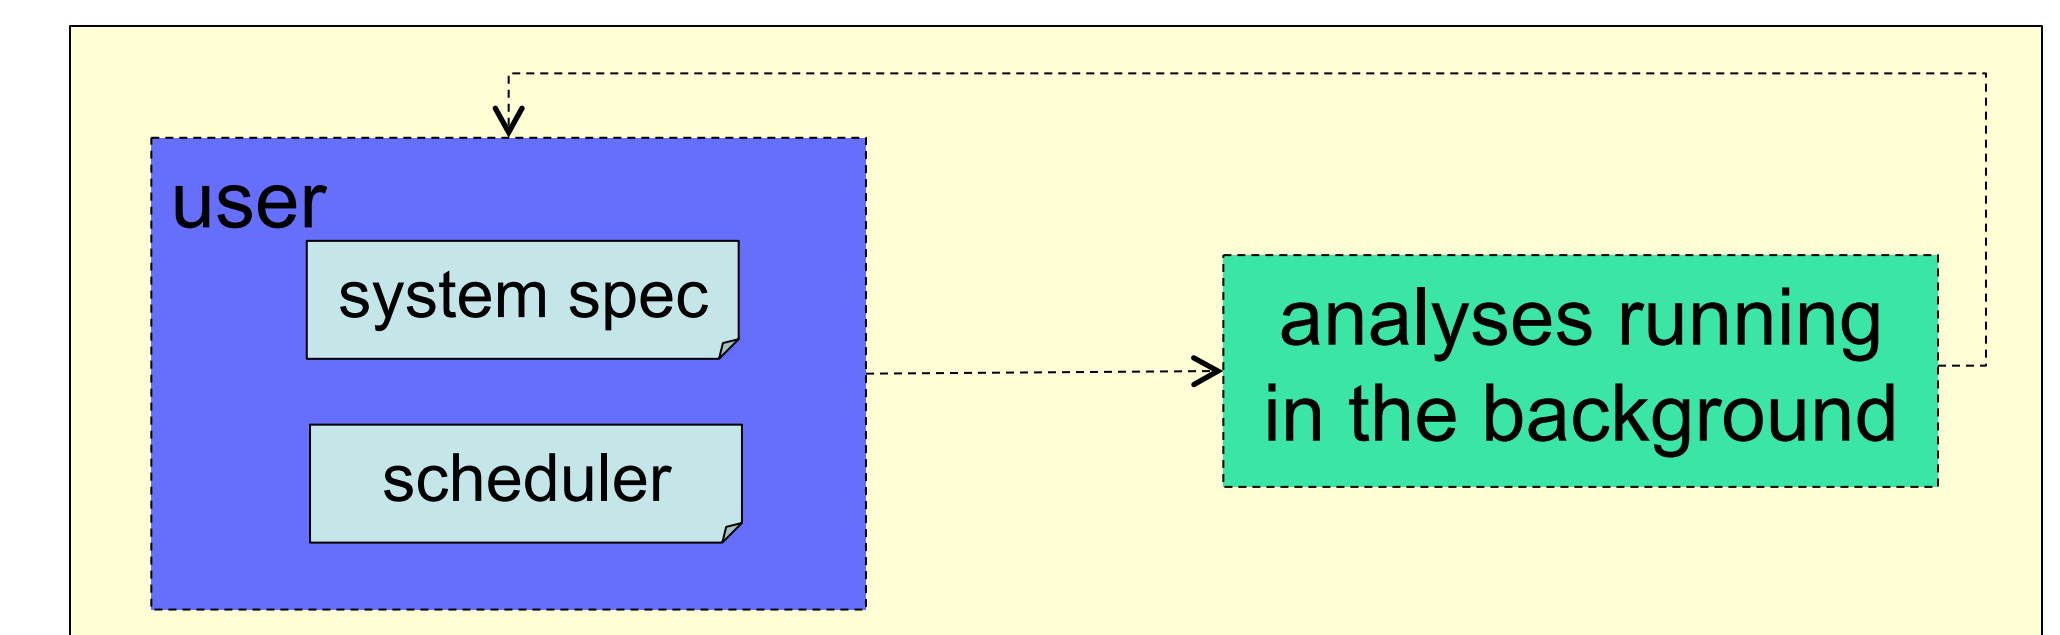 user
system spec
scheduler
analyses running
in the background